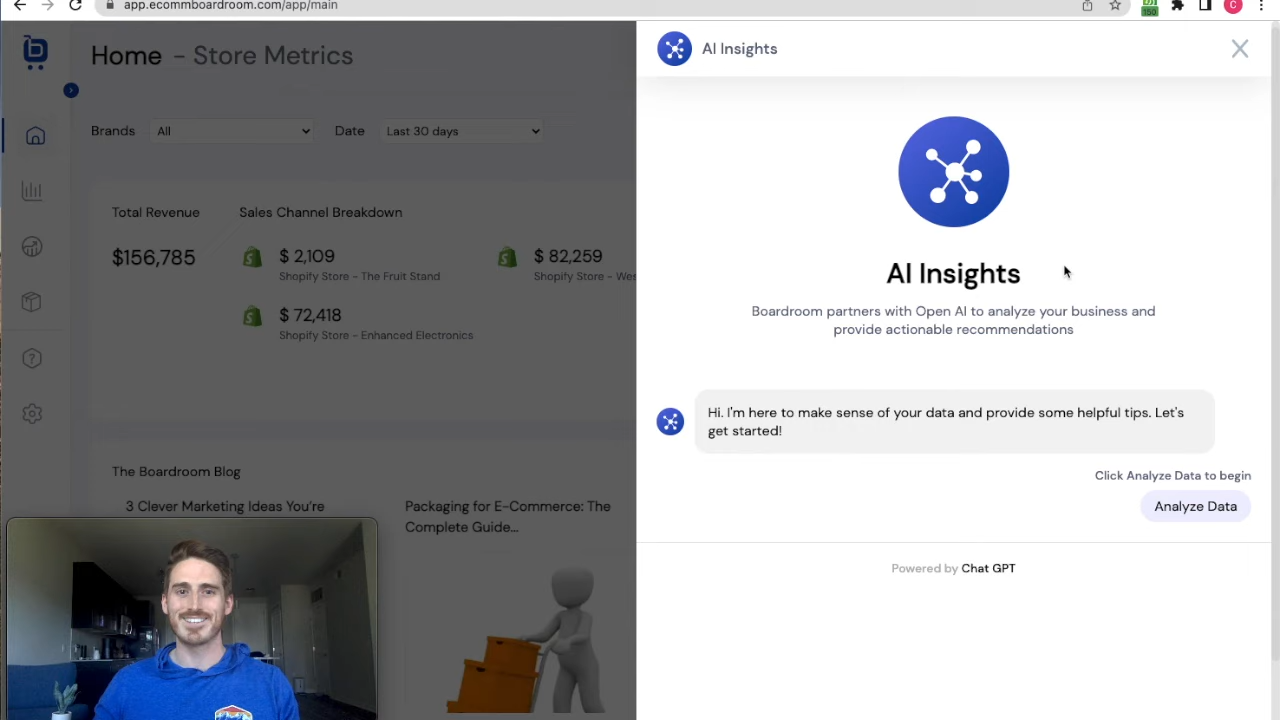 app.ecommboardroom.com/app/main
150
C
Home - Store Metrics
Brands All Date Last 30 days
Total Revenue
$156,785
Sales Channel Breakdown
$ 2,109
Shopify Store - The Fruit Stand
$ 82,259
Shopify Store - We
$ 72,418
Shopify Store - Enhanced Electronics
The Boardroom Blog
3 Clever Marketing Ideas You're
Packaging for E-Commerce: The
Complete Guide...
AI Insights
AI Insights
Boardroom partners with Open AI to analyze your business and
provide actionable recommendations
Hi. I'm here to make sense of your data and provide some helpful tips. Let's
get started!
Click Analyze Data to begin
Analyze Data
Powered by Chat GPT